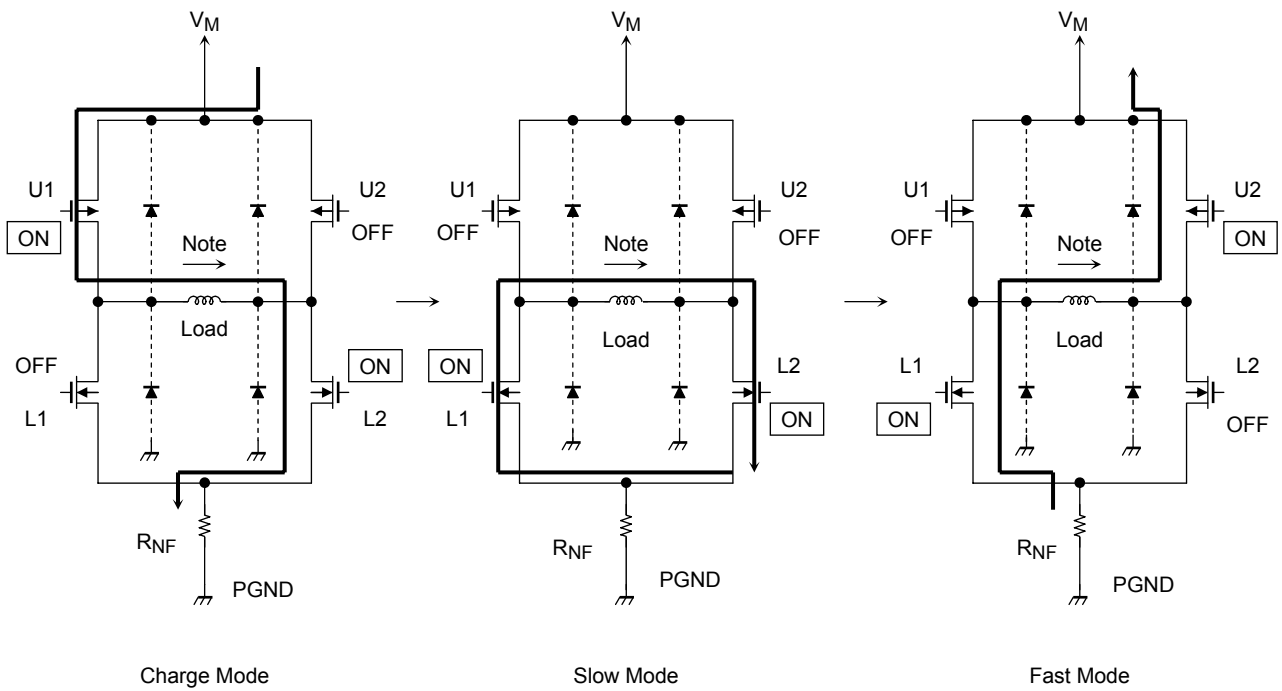 VM
U1
ON
U2
OFF
Note
Load
OFF
L1
ON
L2
RNF
PGND
Charge Mode
VM
U1
OFF
U2
OFF
Note
Load
ON
L1
L2
ON
RNF
PGND
Slow Mode
VM
U1
OFF
U2
ON
Note
Load
L1
ON
L2
OFF
RNF
PGND
Fast Mode